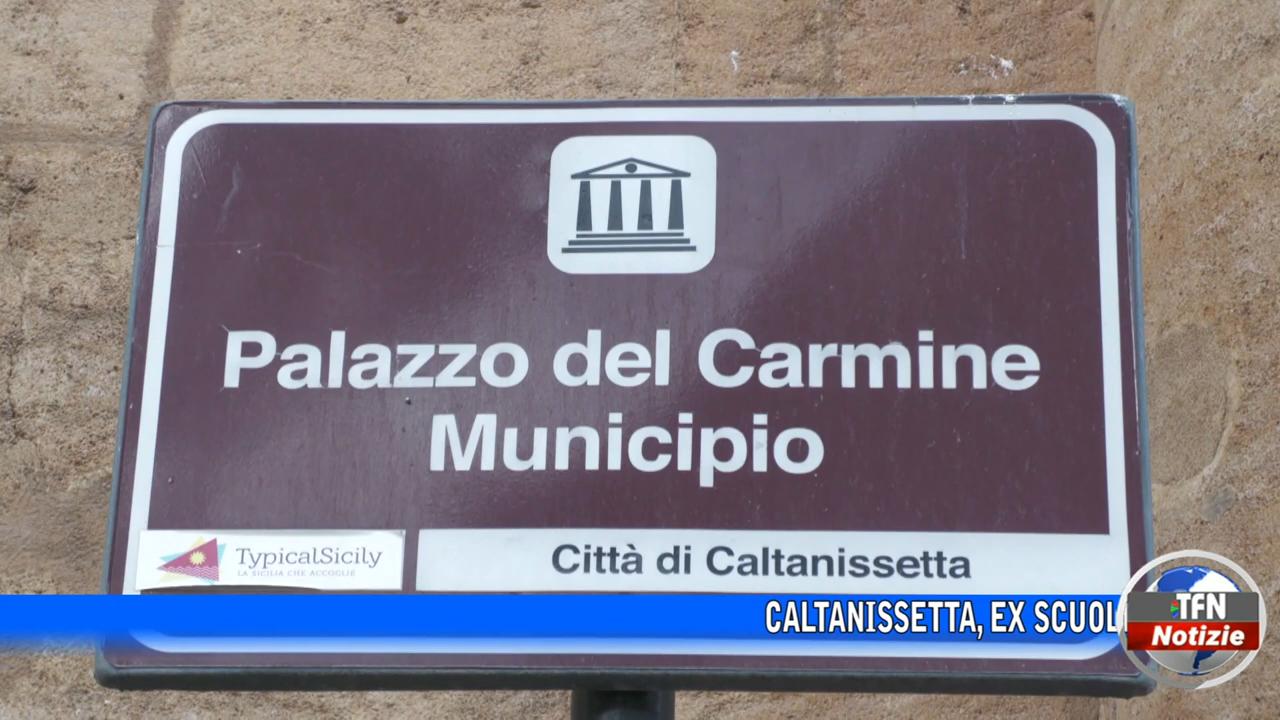 Palazzo del Carmine
Municipio
TypicalSicily
LA SICILIA CHE ACCOGLIE
Città di Caltanissetta
CALTANISSETTA, EX SCUOL
TFN
Notizie